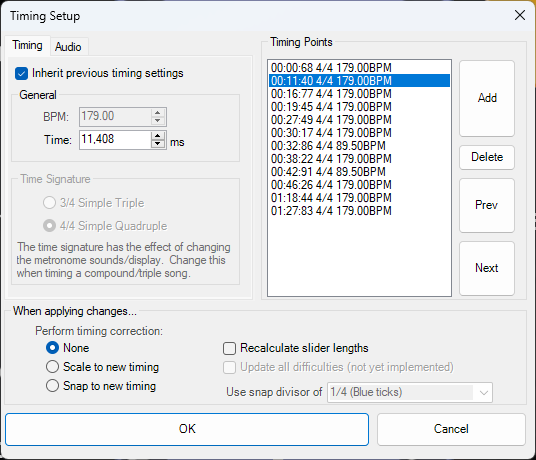 Timing Setup
Timing Audio
Inherit previous timing settings
General
BPM: 179.00
Time: 11,408 ms
Time Signature
3/4 Simple Triple
4/4 Simple Quadruple
The time signature has the effect of changing
the metronome sounds/display. Change this
when timing a compound/triple song.
Timing Points
00:00:68 4/4 179.00BPM
00:11:40 4/4 179.00BPM
00:16:77 4/4 179.00BPM
00:19:45 4/4 179.00BPM
00:27:49 4/4 179.00BPM
00:30:17 4/4 179.00BPM
00:32:86 4/4 89.50BPM
00:38:22 4/4 179.00BPM
00:42:91 4/4 89.50BPM
00:46:26 4/4 179.00BPM
01:18:44 4/4 179.00BPM
01:27:83 4/4 179.00BPM
Add
Delete
Prev
Next
When applying changes...
Perform timing correction:
None
Scale to new timing
Snap to new timing
Recalculate slider lengths
Update all difficulties (not yet implemented)
Use snap divisor of 1/4 (Blue ticks)
OK
Cancel